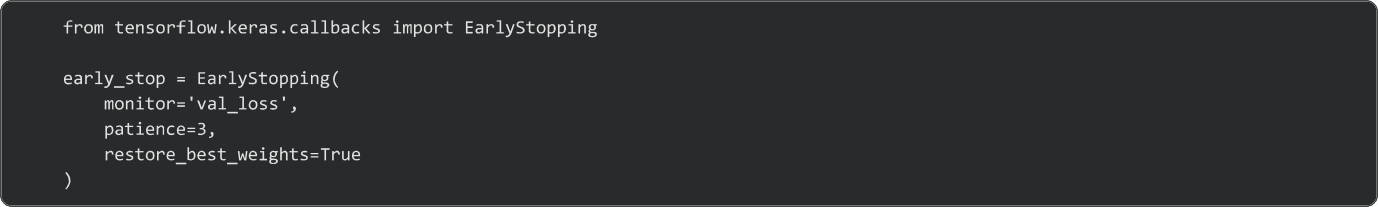 from tensorflow.keras.callbacks import EarlyStopping
early_stop = EarlyStopping(
    monitor='val_loss',
    patience=3,
    restore_best_weights=True
)